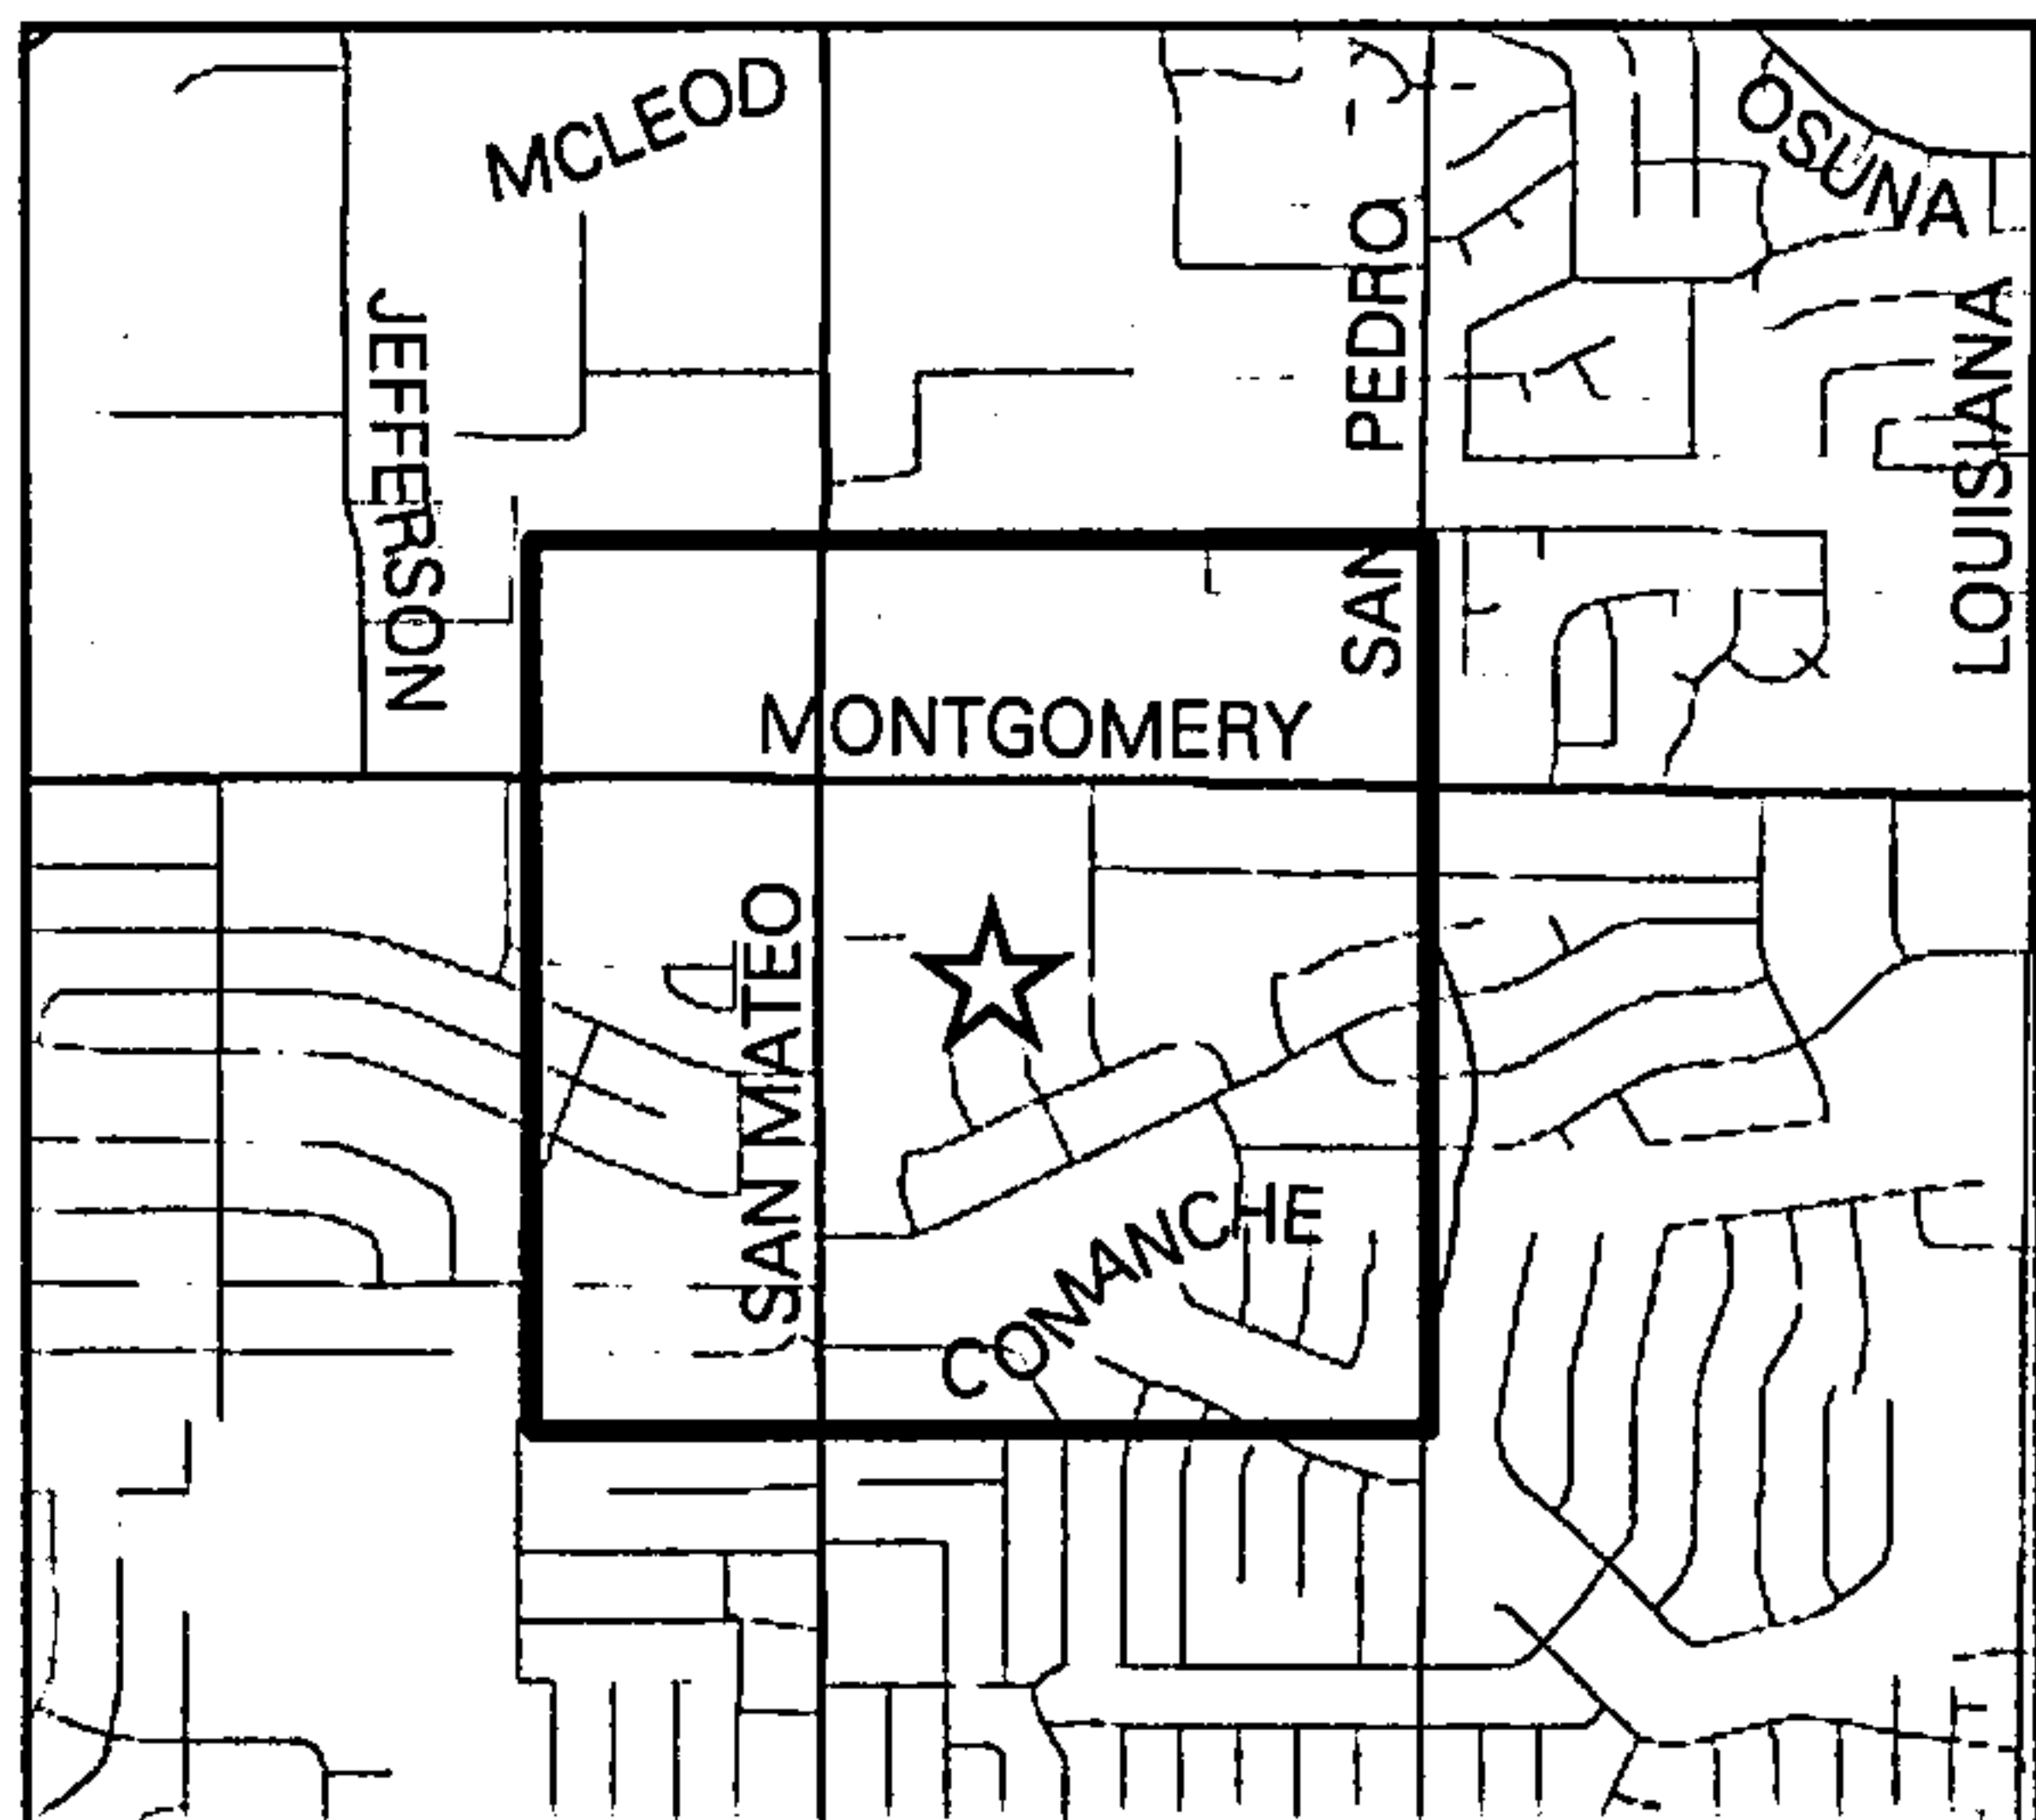 MCLEOD
OSUNA
JEFFERSON
SAN PEDRO
LOUISIANA
MONTGOMERY
SAN MATEO
COMANCHE